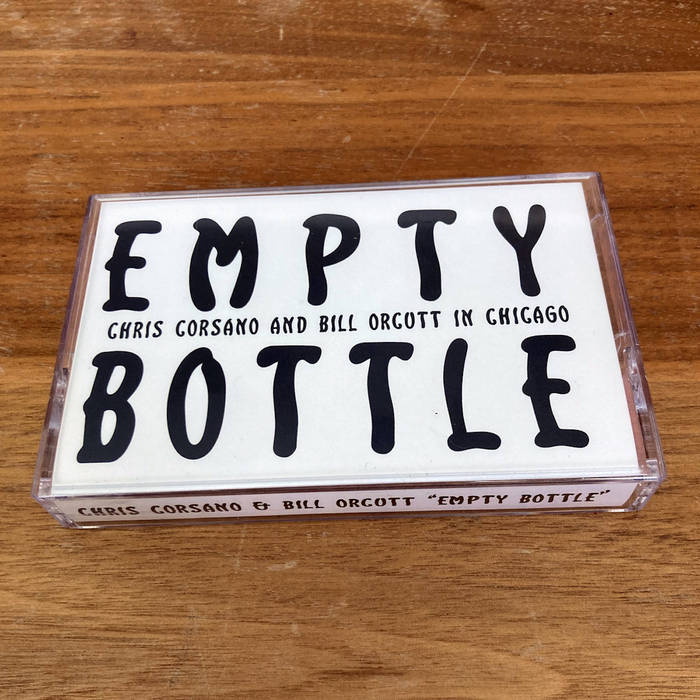 EMPTY
CHRIS CORSANO AND BILL ORCUTT IN CHICAGO
BOTTLE
CHRIS CORSANO & BILL ORCUTT "EMPTY BOTTLE"